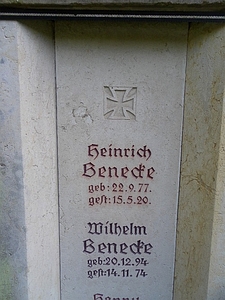 Heinrich
Benecke
geb: 22.9.77.
gest: 15.5.20.
Wilhelm
Benecke
geb: 20.12.94
gest: 14.11.74